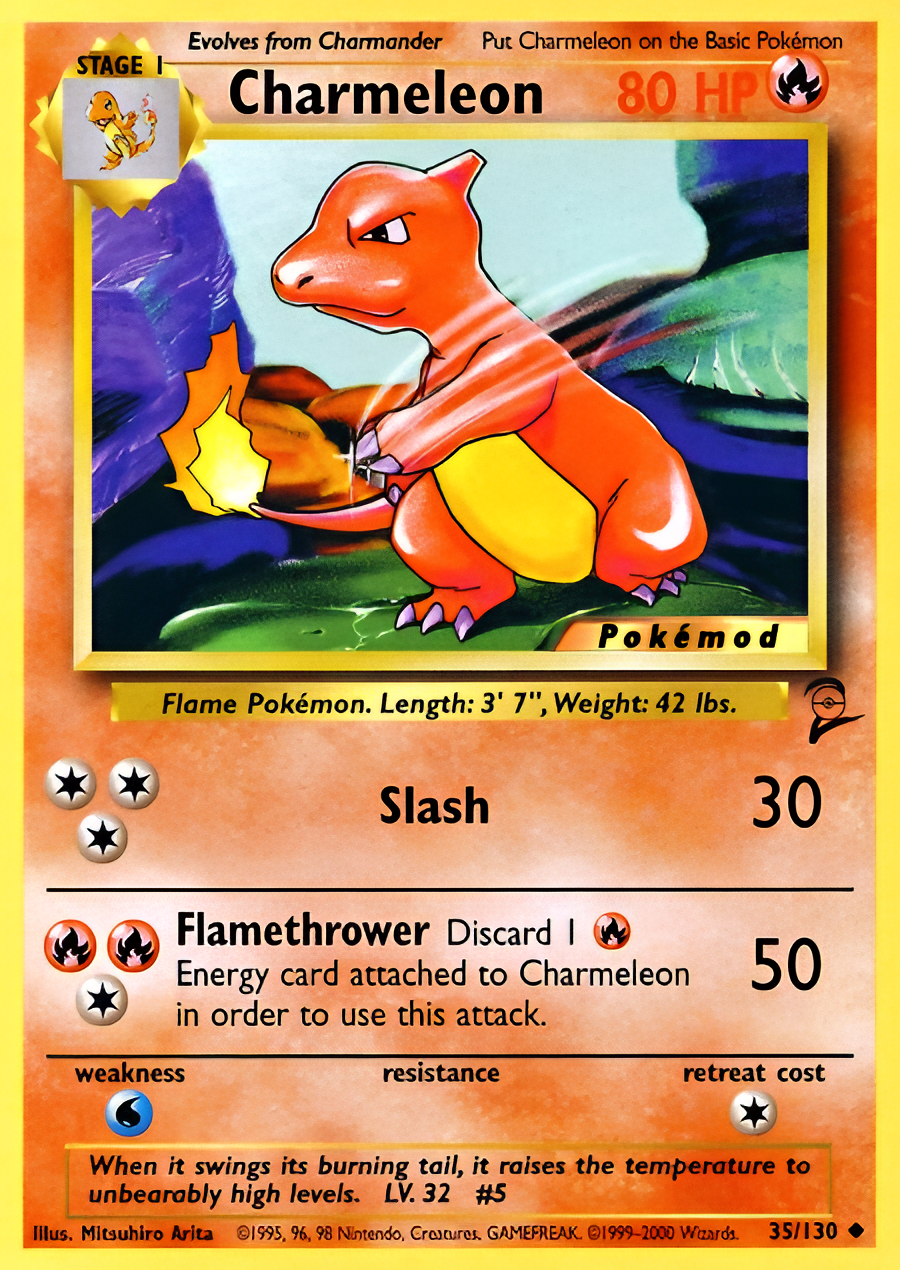 Evolves from Charmander Put Charmeleon on the Basic Pokémon
STAGE 1
Charmeleon 80 HP
Pokémod
Flame Pokémon. Length: 3' 7", Weight: 42 lbs.
Slash 30
Flamethrower Discard 1
Energy card attached to Charmeleon
in order to use this attack.
50
weakness resistance retreat cost
When it swings its burning tail, it raises the temperature to
unbearably high levels. LV. 32 #5
Illus. Mitsuhiro Arita ©1995, 96, 98 Nintendo, Creatures, GAMEFREAK. ©1999-2000 Wizards. 35/130